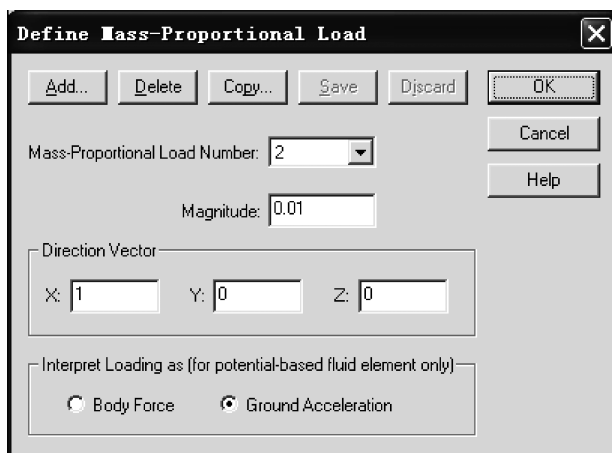 Define Mass-Proportional Load
Add... Delete Copy... Save Discard OK
Cancel
Mass-Proportional Load Number: 2
Help
Magnitude: 0.01
Direction Vector
X: 1 Y: 0 Z: 0
Interpret Loading as (for potential-based fluid element only)
Body Force Ground Acceleration